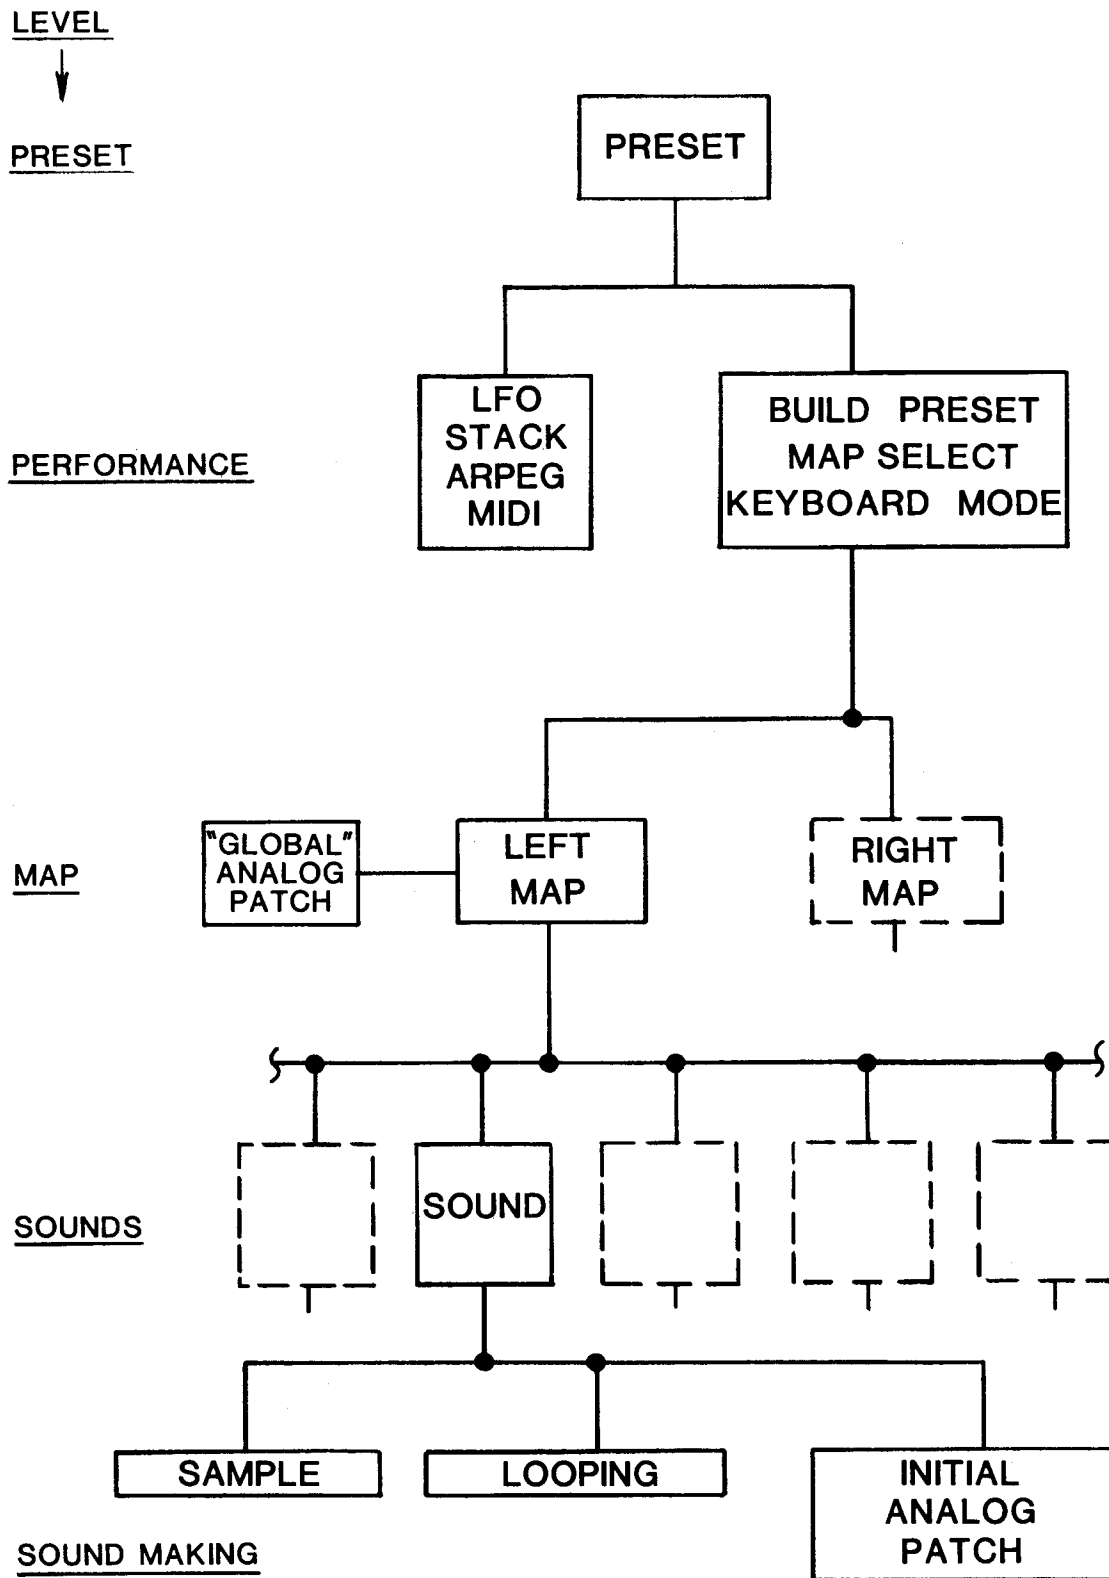 LEVEL
PRESET
PRESET
PERFORMANCE
LFO
STACK
ARPEG
MIDI
BUILD PRESET
MAP SELECT
KEYBOARD MODE
MAP
"GLOBAL"
ANALOG
PATCH
LEFT
MAP
RIGHT
MAP
SOUNDS
SOUND
SAMPLE
LOOPING
INITIAL
ANALOG
PATCH
SOUND MAKING